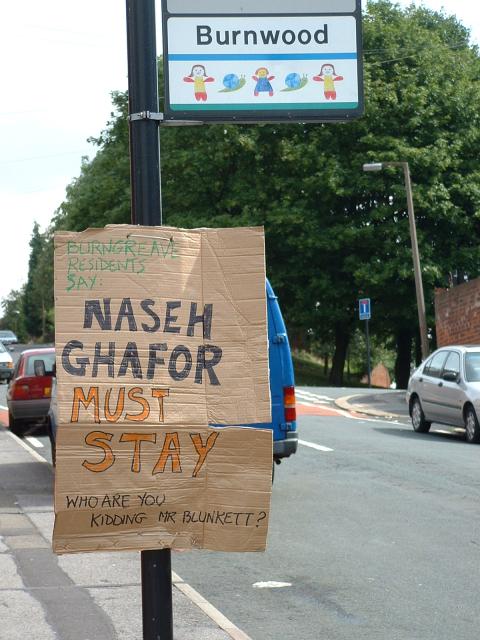 Burnwood
BURNGREAVE
RESIDENTS
SAY:
NASEH
GHAFOR
MUST
STAY
WHO ARE YOU
KIDDING MR BLUNKETT?